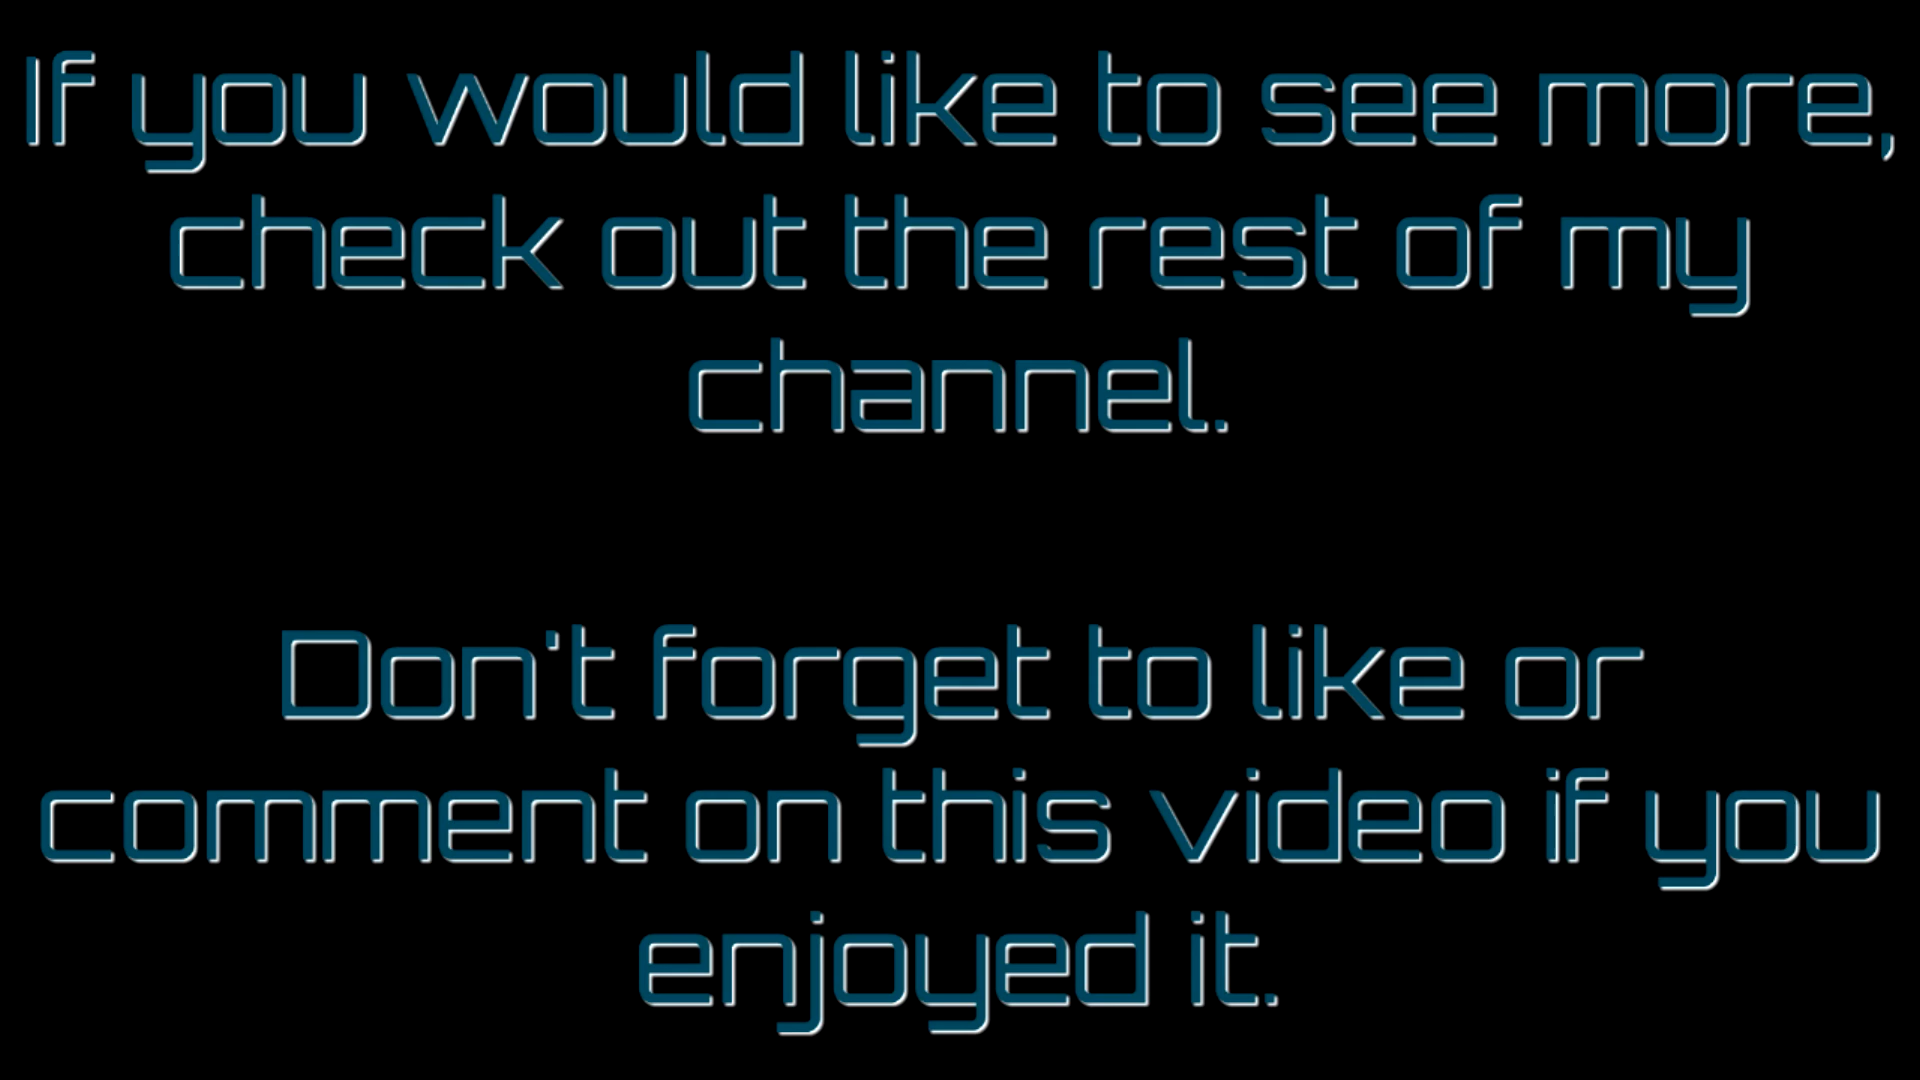 If you would like to see more,
check out the rest of my
channel.
Don't forget to like or
comment on this video if you
enjoyed it.